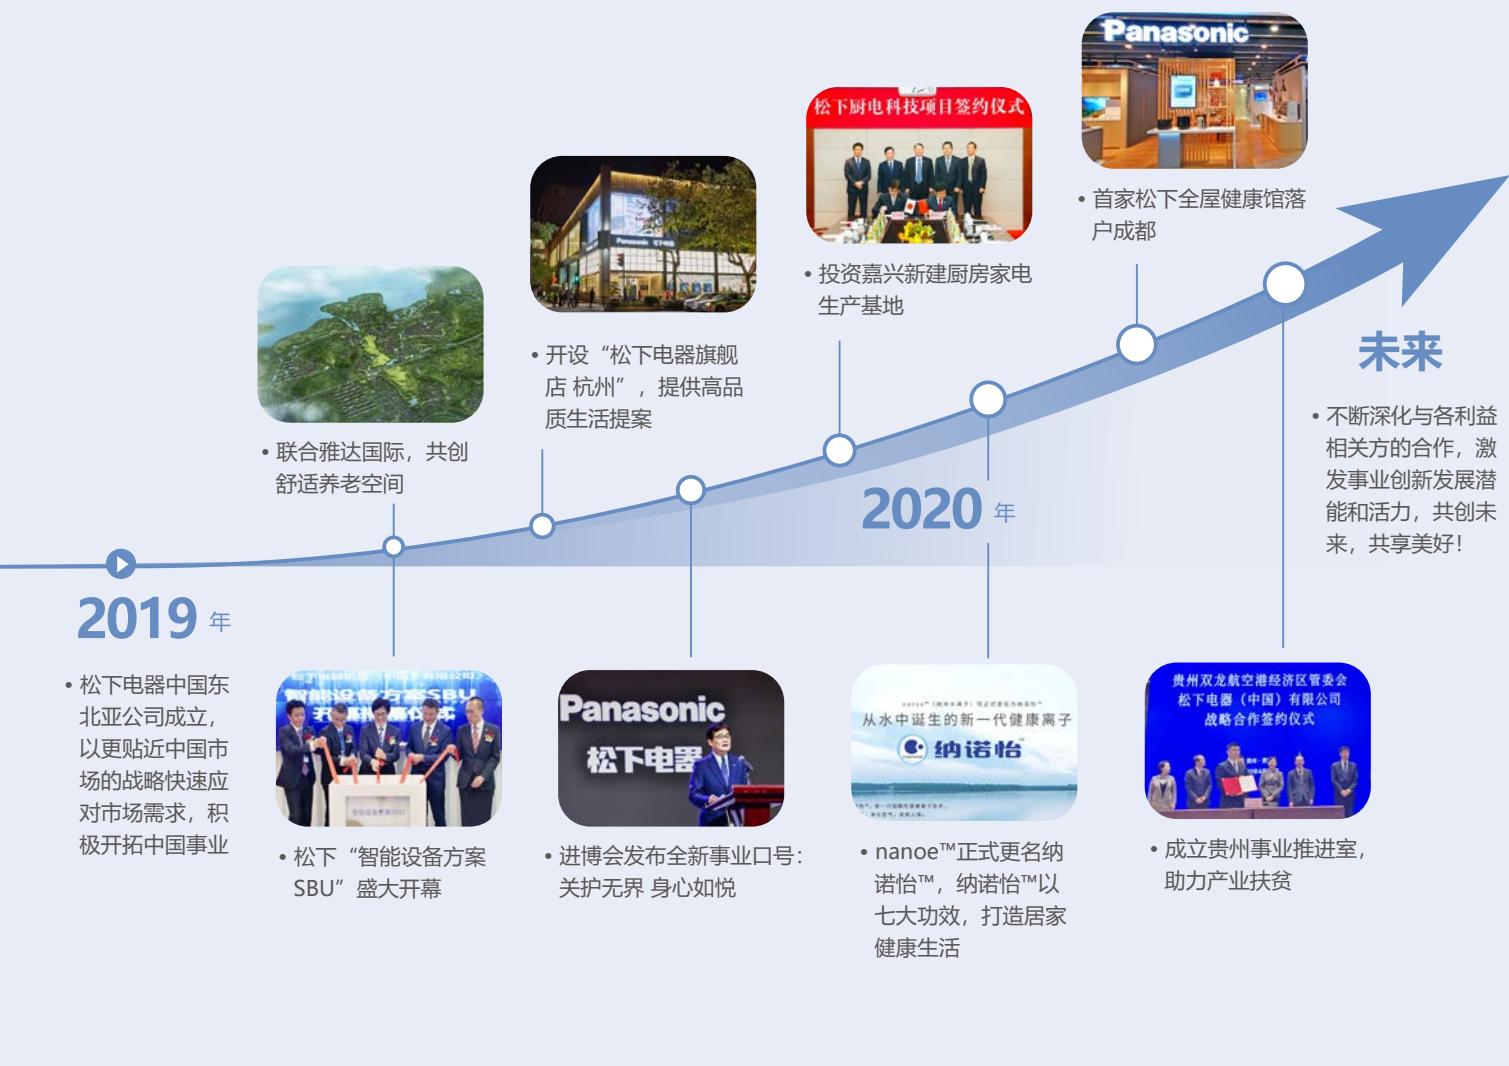 2019 年
• 松下电器中国东
北亚公司成立，
以更贴近中国市
场的战略快速应
对市场需求，积
极开拓中国事业
• 联合雅达国际，共创
舒适养老空间
智能设备方案SBU
• 松下“智能设备方案
SBU”盛大开幕
Panasonic
• 开设“松下电器旗舰
店 杭州”，提供高品
质生活提案
Panasonic
松下电器
• 进博会发布全新事业口号：
关护无界 身心如悦
松下厨电科技项目签约仪式
• 投资嘉兴新建厨房家电
生产基地
2020 年
从水中诞生的新一代健康离子
纳诺怡
• nanoe™正式更名纳
诺怡™，纳诺怡™以
七大功效，打造居家
健康生活
Panasonic
• 首家松下全屋健康馆落
户成都
贵州双龙航空港经济区管委会
松下电器（中国）有限公司
战略合作签约仪式
• 成立贵州事业推进室，
助力产业扶贫
未来
• 不断深化与各利益
相关方的合作，激
发事业创新发展潜
能和活力，共创未
来，共享美好！